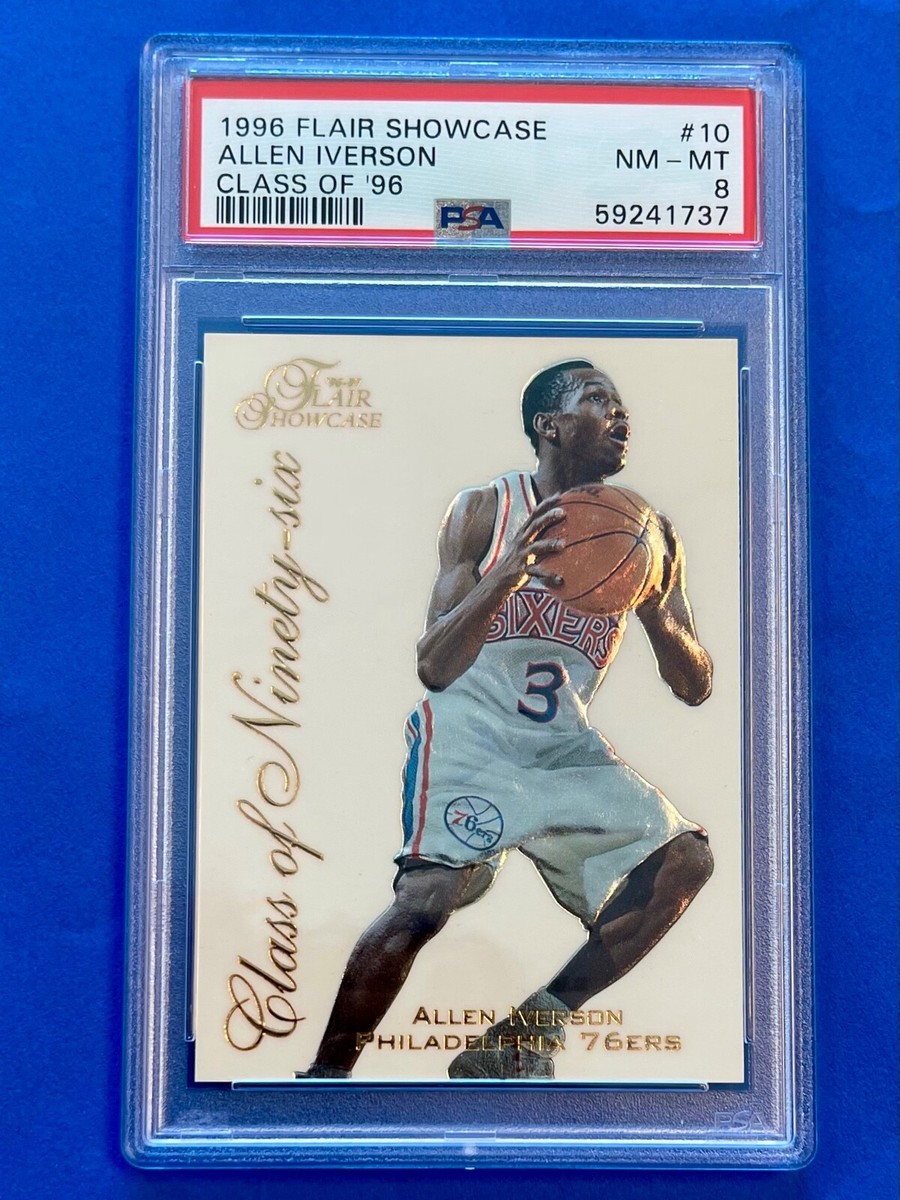 1996 FLAIR SHOWCASE #10
ALLEN IVERSON NM - MT
CLASS OF '96 8
PSA 59241737
'96-97
FLAIR
SHOWCASE
Class of Ninety-six
SIXERS
3
76ers
ALLEN IVERSON
PHILADELPHIA 76ERS
PSA